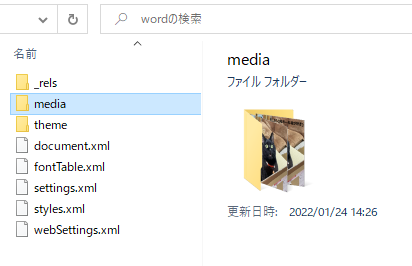 wordの検索
名前
_rels
media
theme
document.xml
fontTable.xml
settings.xml
styles.xml
webSettings.xml
media
ファイル フォルダー
更新日時: 2022/01/24 14:26